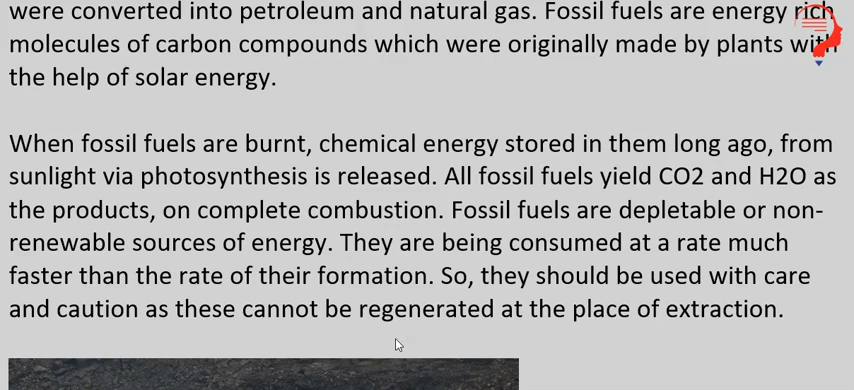 were converted into petroleum and natural gas. Fossil fuels are energy rich
molecules of carbon compounds which were originally made by plants with
the help of solar energy.
When fossil fuels are burnt, chemical energy stored in them long ago, from
sunlight via photosynthesis is released. All fossil fuels yield CO2 and H2O as
the products, on complete combustion. Fossil fuels are depletable or non-
renewable sources of energy. They are being consumed at a rate much
faster than the rate of their formation. So, they should be used with care
and caution as these cannot be regenerated at the place of extraction.